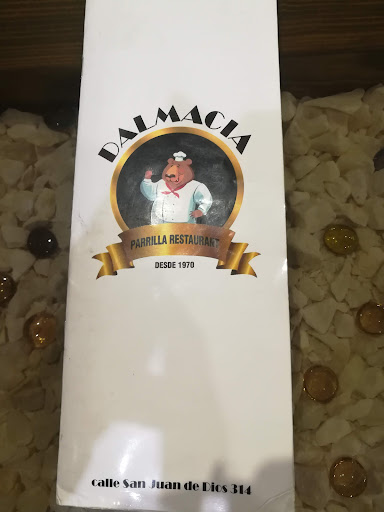 DALMACIA
PARRILLA RESTAURANT
DESDE 1970
calle San Juan de Dios 314